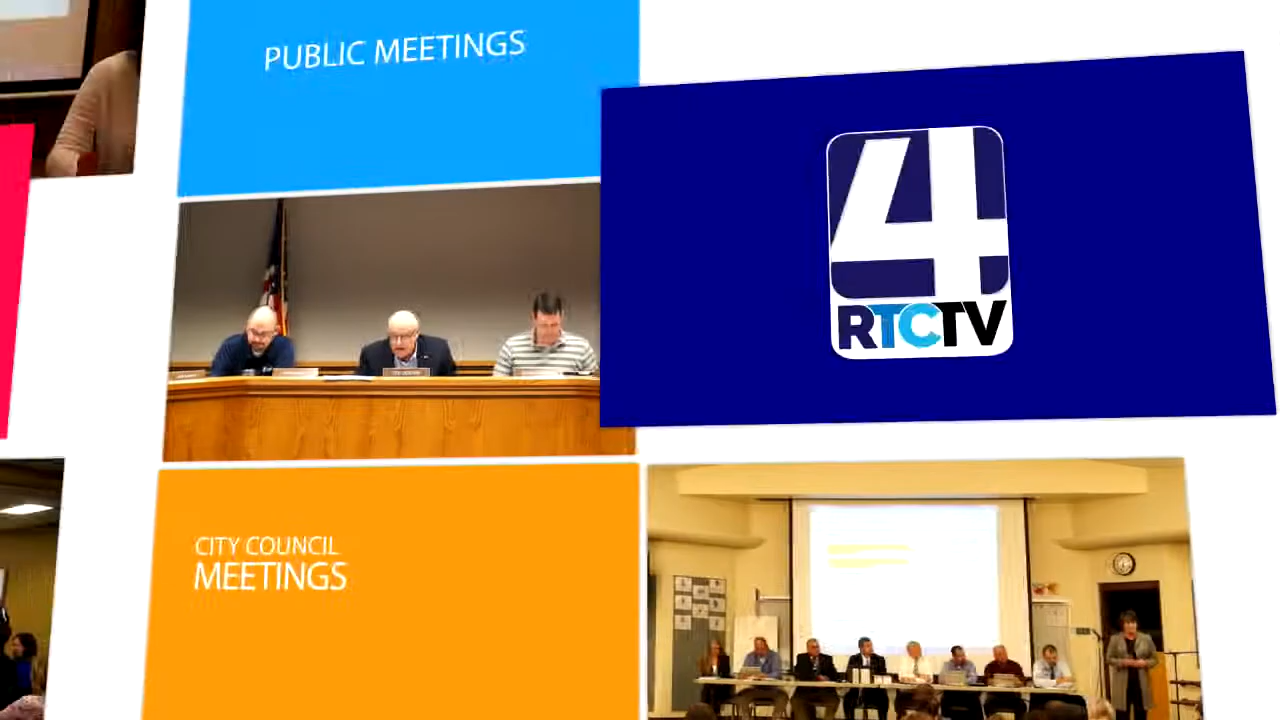 PUBLIC MEETINGS
4
RTCTV
CITY COUNCIL
MEETINGS